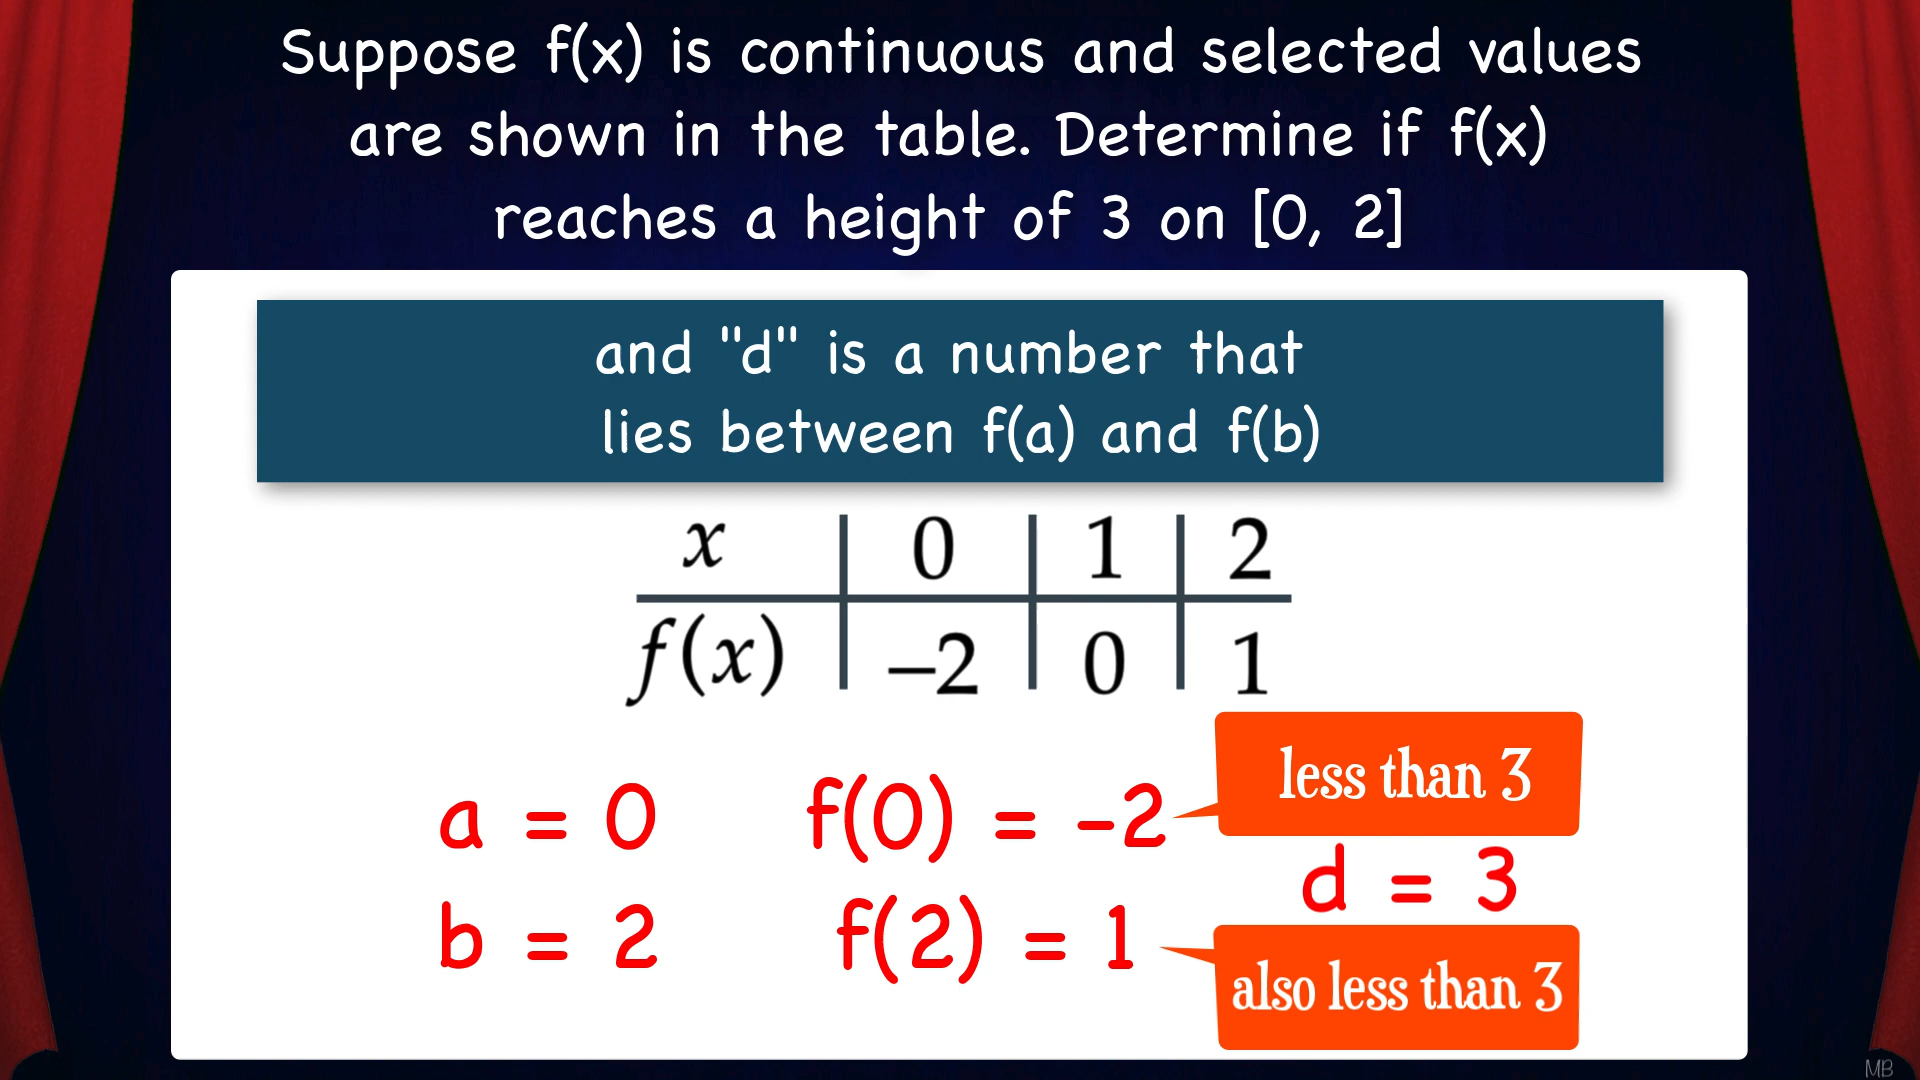 Suppose f(x) is continuous and selected values
are shown in the table. Determine if f(x)
reaches a height of 3 on [0, 2]
and "d" is a number that
lies between f(a) and f(b)
x 0 1 2
f(x) –2 0 1
less than 3
a = 0 f(0) = -2
d = 3
b = 2 f(2) = 1
also less than 3
MB